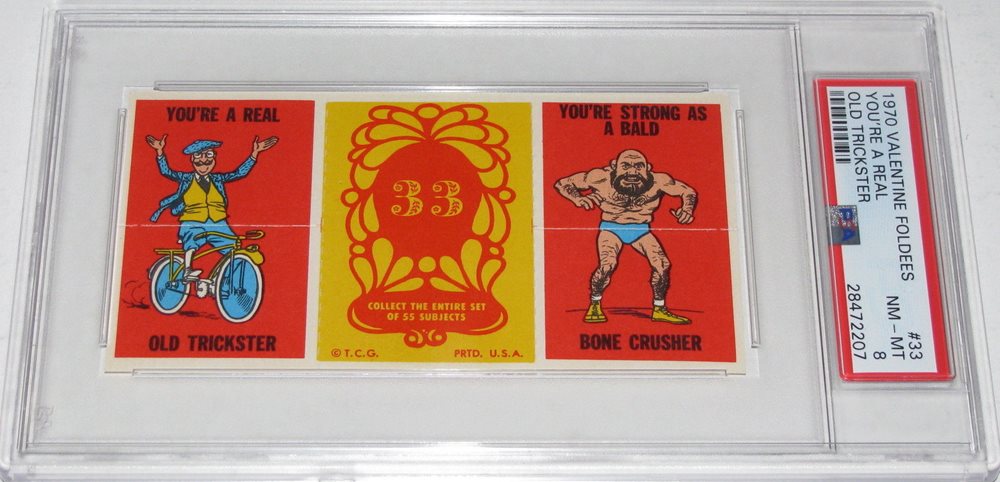 YOU'RE A REAL
OLD TRICKSTER
33
COLLECT THE ENTIRE SET
OF 55 SUBJECTS
© T.C.G.
PRTD. U.S.A.
YOU'RE STRONG AS
A BALD
BONE CRUSHER
1970 VALENTINE FOLDEES #33
YOU'RE A REAL NM – MT 8
OLD TRICKSTER 28472207
PSA